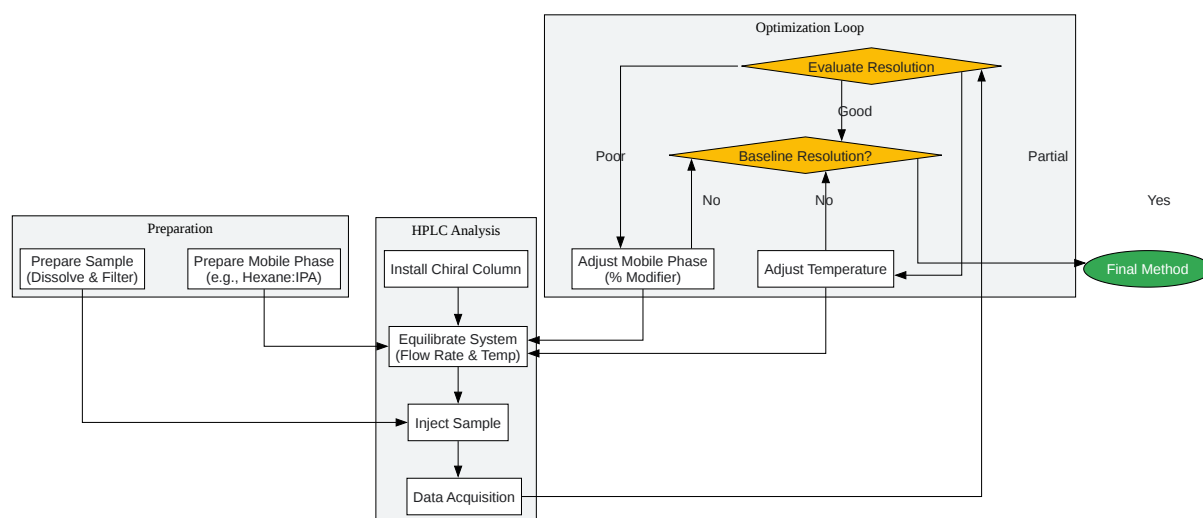 Optimization Loop
Evaluate Resolution
Good
Poor
Baseline Resolution?
Partial
No
No
Yes
Preparation
HPLC Analysis
Prepare Sample
(Dissolve & Filter)
Prepare Mobile Phase
(e.g., Hexane:IPA)
Install Chiral Column
Adjust Mobile Phase
(% Modifier)
Adjust Temperature
Final Method
Equilibrate System
(Flow Rate & Temp)
Inject Sample
Data Acquisition